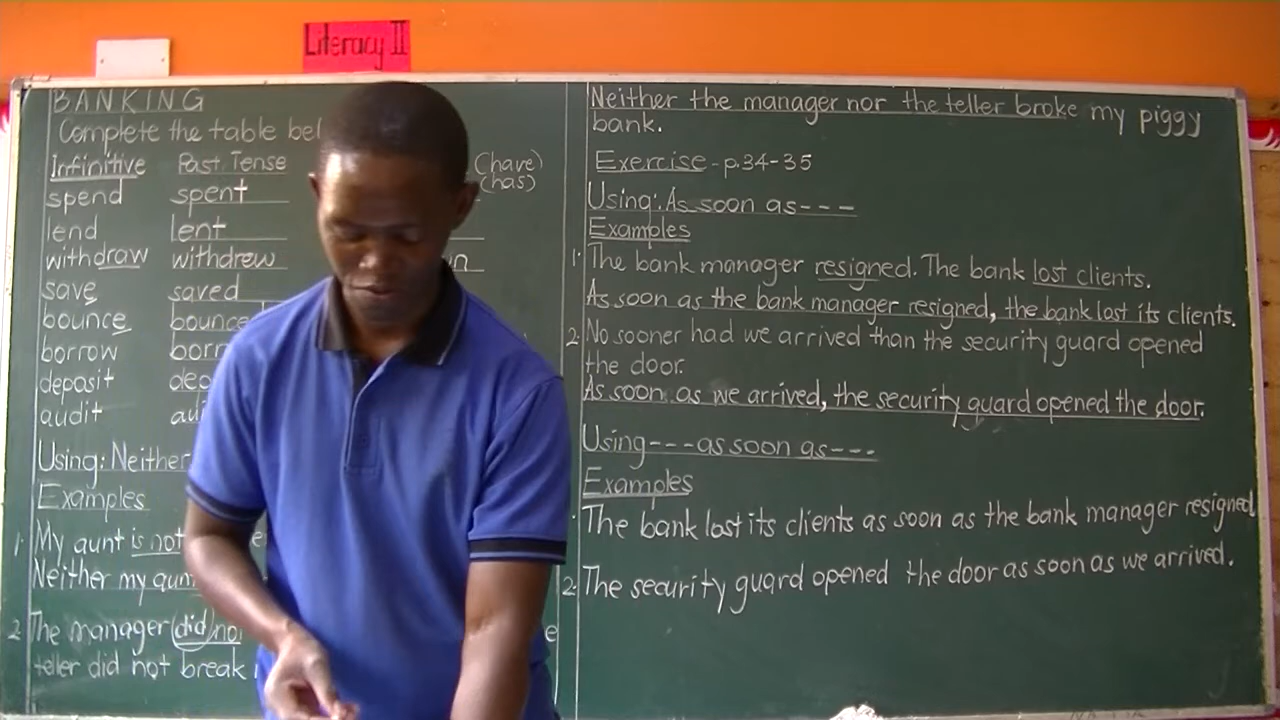 Literacy II
BANKING
Complete the table
Infinitive Past Tense (have)
(has)
spend spent
lend lent
withdraw withdrew
save saved
bounce bounce
borrow
deposit
audit
Using: Neither
Examples
1. My aunt is not
Neither my aunt
2. The manager (did) not
teller did not break
Neither the manager nor the teller broke my piggy
bank.
Exercise - p.34-35
Using: As soon as ---
Examples
1. The bank manager resigned. The bank lost clients.
As soon as the bank manager resigned, the bank lost its clients.
2. No sooner had we arrived than the security guard opened
the door.
As soon as we arrived, the security guard opened the door.
Using --- as soon as ---
Examples
The bank lost its clients as soon as the bank manager resigned
2. The security guard opened the door as soon as we arrived.